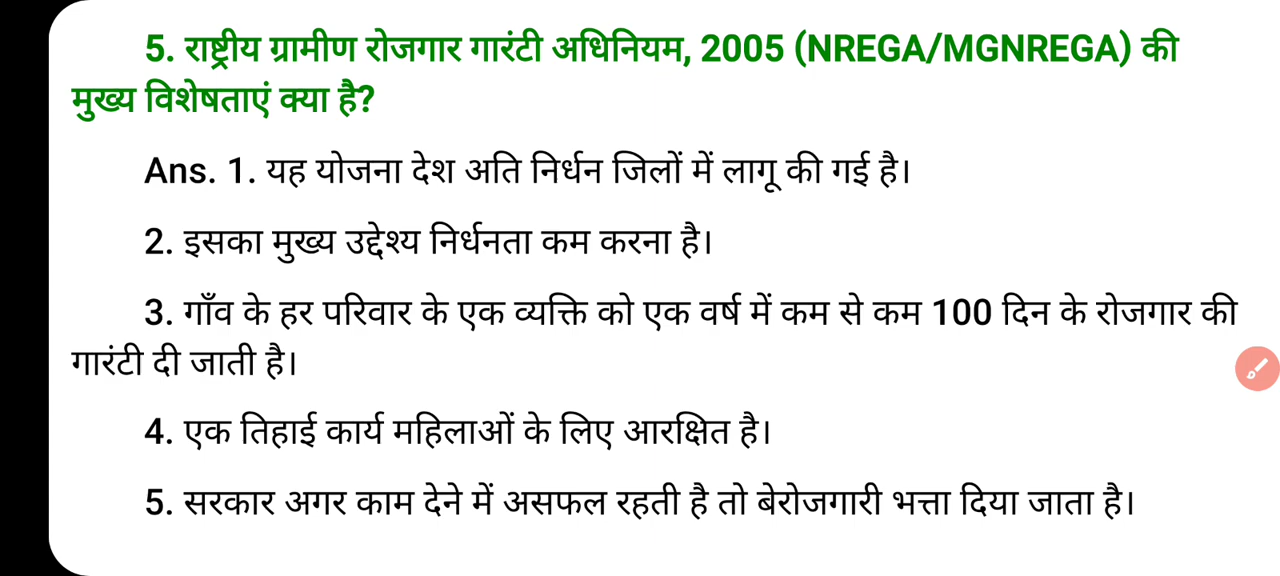 5. राष्ट्रीय ग्रामीण रोजगार गारंटी अधिनियम, 2005 (NREGA/MGNREGA) की
मुख्य विशेषताएं क्या है?
Ans. 1. यह योजना देश अति निर्धन जिलों में लागू की गई है।
2. इसका मुख्य उद्देश्य निर्धनता कम करना है।
3. गाँव के हर परिवार के एक व्यक्ति को एक वर्ष में कम से कम 100 दिन के रोजगार की
गारंटी दी जाती है।
4. एक तिहाई कार्य महिलाओं के लिए आरक्षित है।
5. सरकार अगर काम देने में असफल रहती है तो बेरोजगारी भत्ता दिया जाता है।